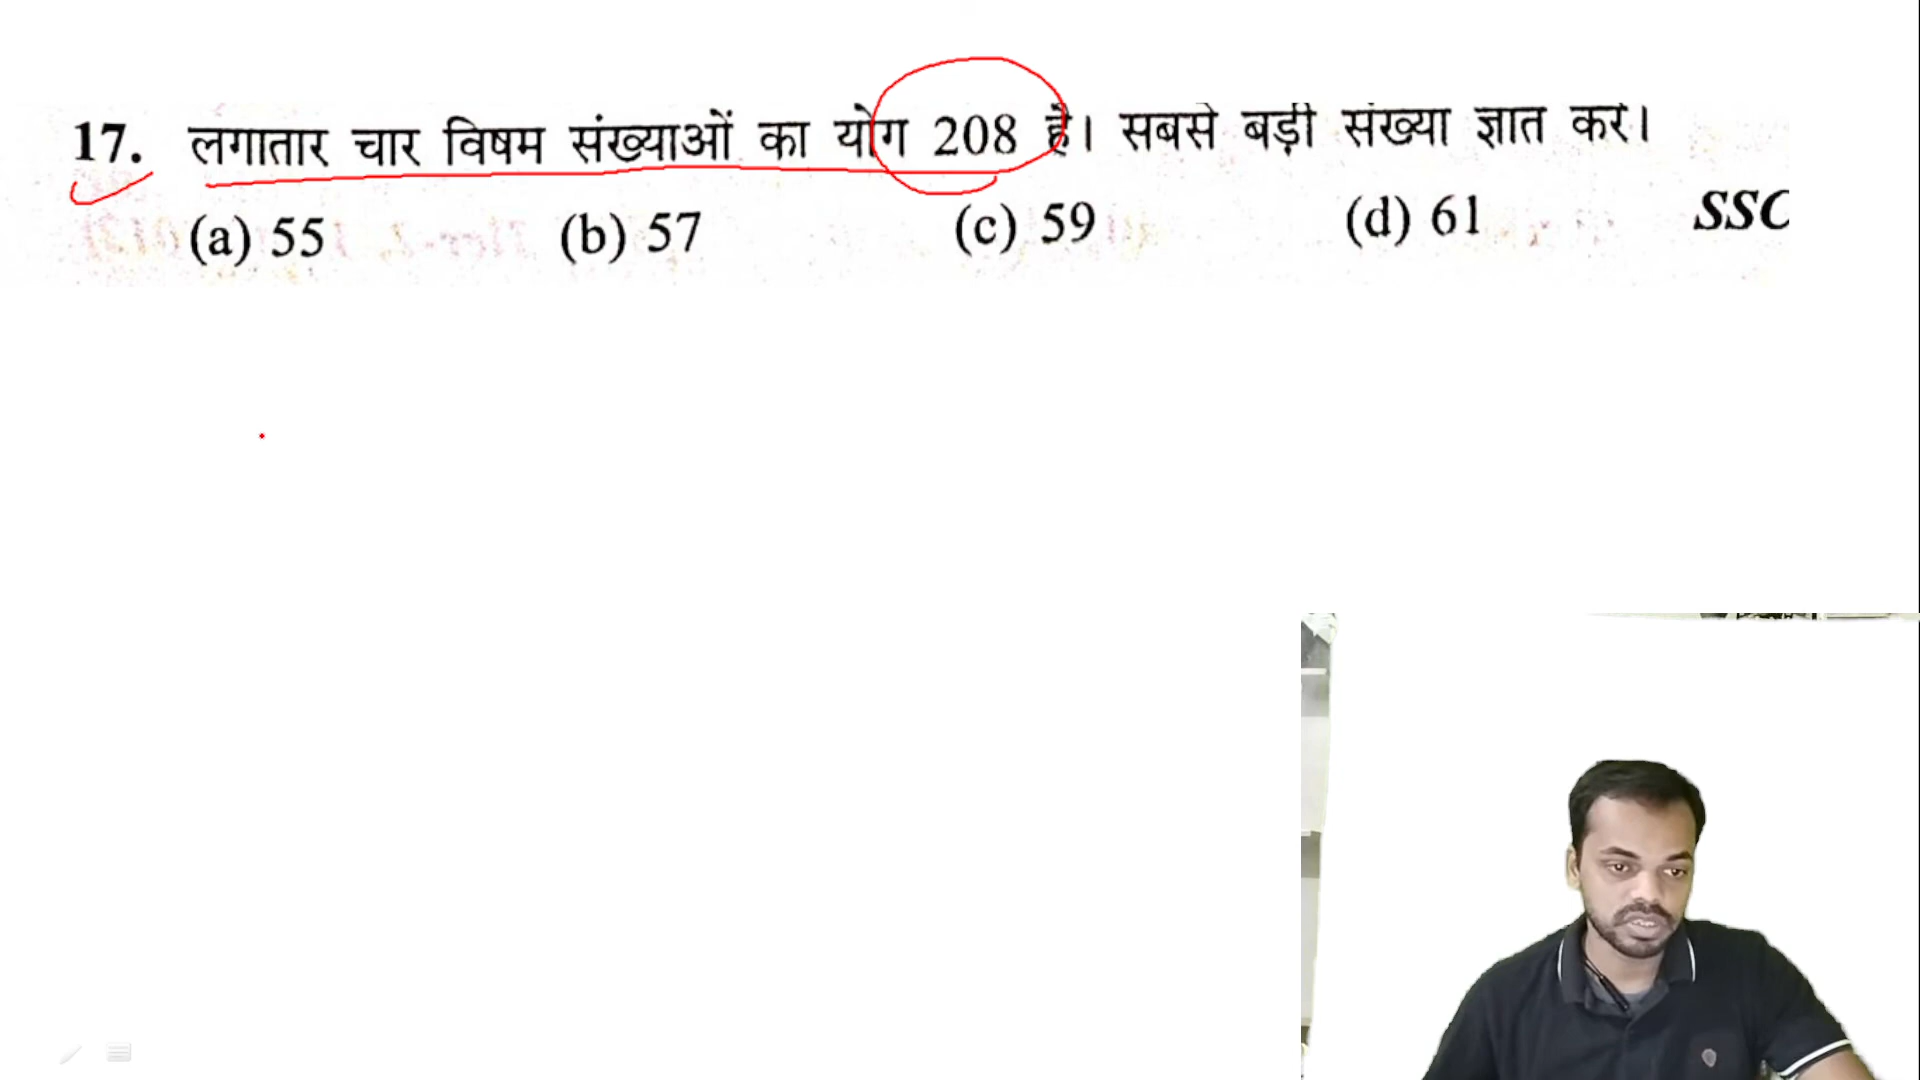 17. लगातार चार विषम संख्याओं का योग 208 है। सबसे बड़ी संख्या ज्ञात करें।
(a) 55 (b) 57 (c) 59 (d) 61 SSC